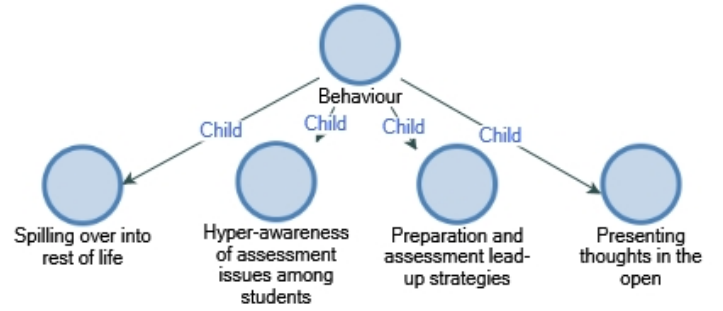 Behaviour
Child
Child
Child
Child
Spilling over into
rest of life
Hyper-awareness
of assessment
issues among
students
Preparation and
assessment lead-
up strategies
Presenting
thoughts in the
open